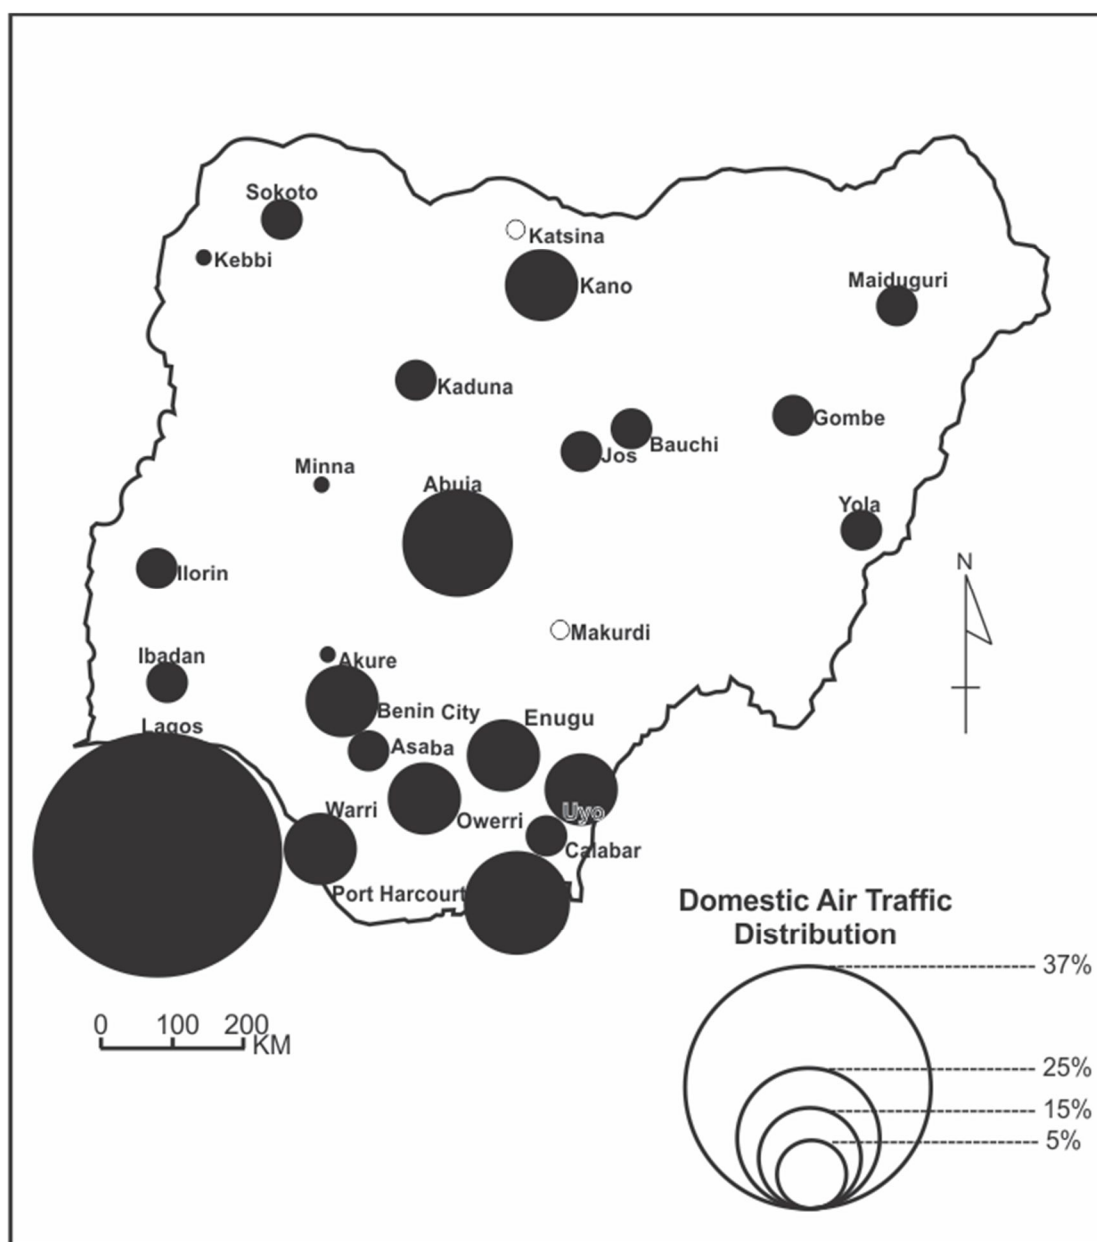 Sokoto
Katsina
Kebbi
Kano
Maiduguri
Kaduna
Gombe
Bauchi
Jos
Minna
Abuja
Yola
Ilorin
N
Makurdi
Ibadan
Akure
Benin City
Enugu
Lagos
Asaba
Warri
Uyo
Owerri
Calabar
Port Harcourt
Domestic Air Traffic
Distribution
37%
0 100 200
KM
25%
15%
5%